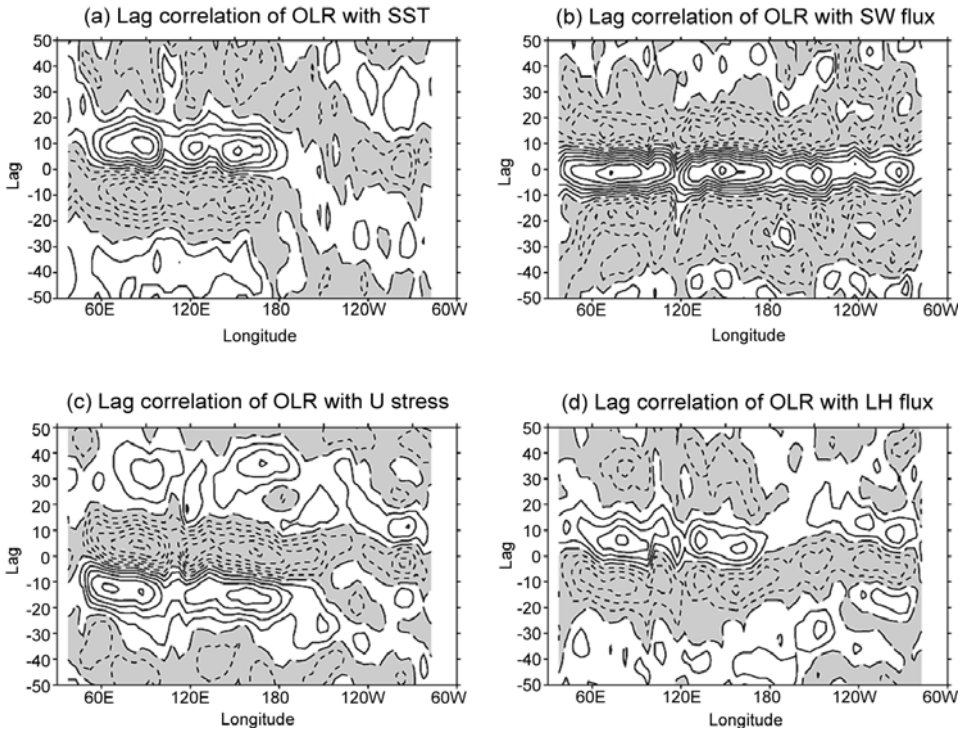 (a) Lag correlation of OLR with SST
50
40
30
20
10
0
-10
-20
-30
-40
-50
Lag
60E 120E 180 120W 60W
Longitude
(b) Lag correlation of OLR with SW flux
50
40
30
20
10
0
-10
-20
-30
-40
-50
Lag
60E 120E 180 120W 60W
Longitude
(c) Lag correlation of OLR with U stress
50
40
30
20
10
0
-10
-20
-30
-40
-50
Lag
60E 120E 180 120W 60W
Longitude
(d) Lag correlation of OLR with LH flux
50
40
30
20
10
0
-10
-20
-30
-40
-50
Lag
60E 120E 180 120W 60W
Longitude